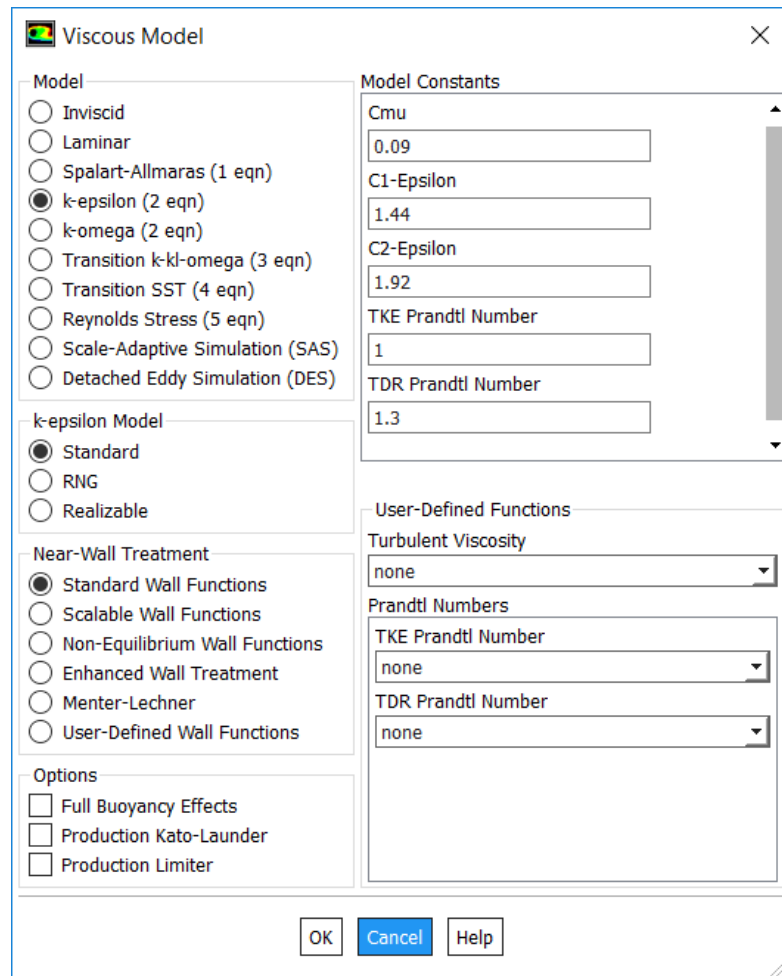 Viscous Model
Model
Inviscid
Laminar
Spalart-Allmaras (1 eqn)
k-epsilon (2 eqn)
k-omega (2 eqn)
Transition k-kl-omega (3 eqn)
Transition SST (4 eqn)
Reynolds Stress (5 eqn)
Scale-Adaptive Simulation (SAS)
Detached Eddy Simulation (DES)
k-epsilon Model
Standard
RNG
Realizable
Near-Wall Treatment
Standard Wall Functions
Scalable Wall Functions
Non-Equilibrium Wall Functions
Enhanced Wall Treatment
Menter-Lechner
User-Defined Wall Functions
Options
Full Buoyancy Effects
Production Kato-Launder
Production Limiter
Model Constants
Cmu
0.09
C1-Epsilon
1.44
C2-Epsilon
1.92
TKE Prandtl Number
1
TDR Prandtl Number
1.3
User-Defined Functions
Turbulent Viscosity
none
Prandtl Numbers
TKE Prandtl Number
none
TDR Prandtl Number
none
OK
Cancel
Help